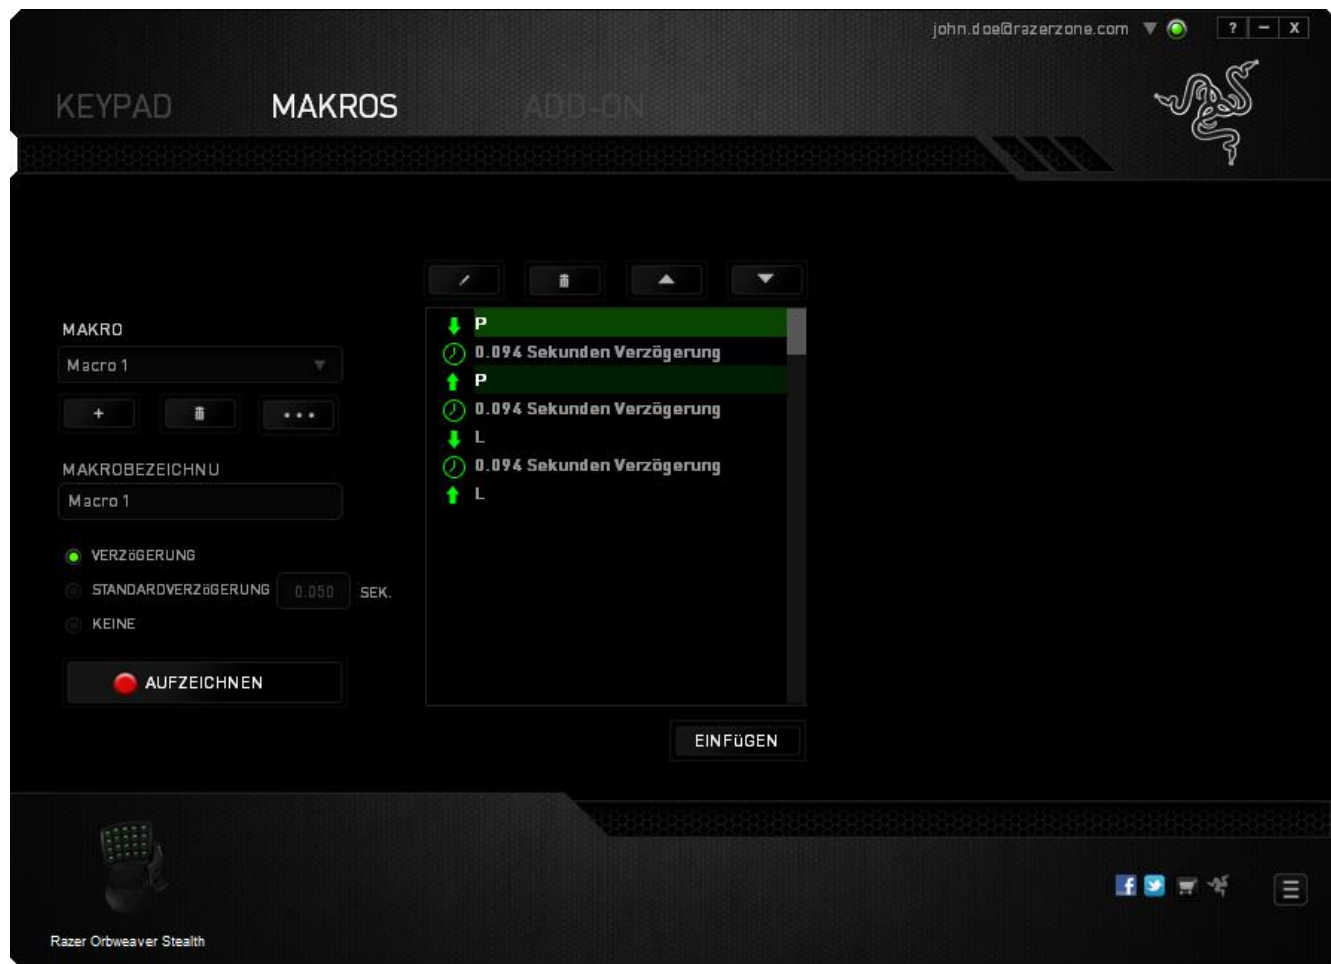 john.doe@razerzone.com
? – X
KEYPAD MAKROS ADD-ON
MAKRO
Macro 1
+ ...
MAKROBEZEICHNU
Macro 1
VERZöGERUNG
STANDARDVERZöGERUNG 0.050 SEK.
KEINE
AUFZEICHNEN
P
0.094 Sekunden Verzögerung
P
0.094 Sekunden Verzögerung
L
0.094 Sekunden Verzögerung
L
EINFüGEN
Razer Orbweaver Stealth